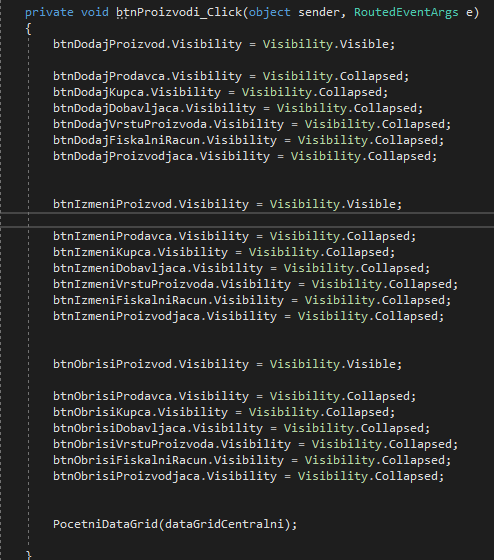 private void btnProizvodi_Click(object sender, RoutedEventArgs e)
{
btnDodajProizvod.Visibility = Visibility.Visible;
btnDodajProdavca.Visibility = Visibility.Collapsed;
btnDodajKupca.Visibility = Visibility.Collapsed;
btnDodajDobavljaca.Visibility = Visibility.Collapsed;
btnDodajVrstuProizvoda.Visibility = Visibility.Collapsed;
btnDodajFiskalniRacun.Visibility = Visibility.Collapsed;
btnDodajProizvodjaca.Visibility = Visibility.Collapsed;
btnIzmeniProizvod.Visibility = Visibility.Visible;
btnIzmeniProdavca.Visibility = Visibility.Collapsed;
btnIzmeniKupca.Visibility = Visibility.Collapsed;
btnIzmeniDobavljaca.Visibility = Visibility.Collapsed;
btnIzmeniVrstuProizvoda.Visibility = Visibility.Collapsed;
btnIzmeniFiskalniRacun.Visibility = Visibility.Collapsed;
btnIzmeniProizvodjaca.Visibility = Visibility.Collapsed;
btnObrisiProizvod.Visibility = Visibility.Visible;
btnObrisiProdavca.Visibility = Visibility.Collapsed;
btnObrisiKupca.Visibility = Visibility.Collapsed;
btnObrisiDobavljaca.Visibility = Visibility.Collapsed;
btnObrisiVrstuProizvoda.Visibility = Visibility.Collapsed;
btnObrisiFiskalniRacun.Visibility = Visibility.Collapsed;
btnObrisiProizvodjaca.Visibility = Visibility.Collapsed;
PocetniDataGrid(dataGridCentralni);
}